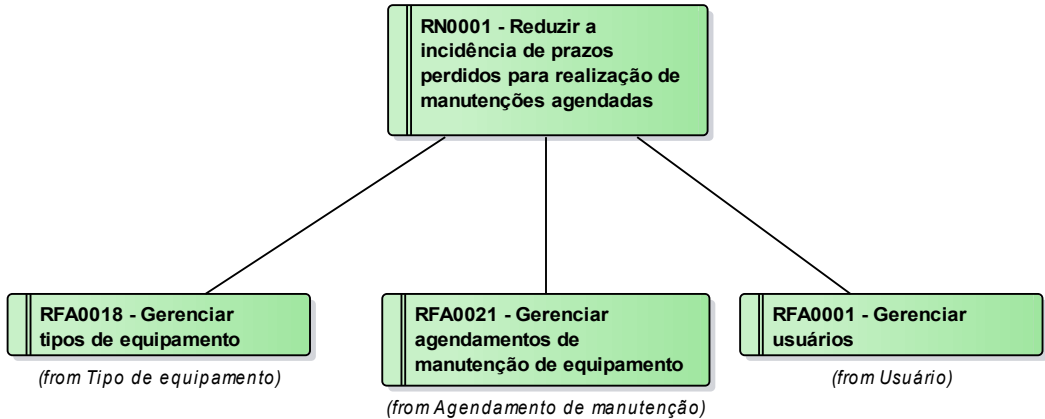 RN0001 - Reduzir a
incidência de prazos
perdidos para realização de
manutenções agendadas
RFA0018 - Gerenciar
tipos de equipamento
(from Tipo de equipamento)
RFA0021 - Gerenciar
agendamentos de
manutenção de equipamento
(from Agendamento de manutenção)
RFA0001 - Gerenciar
usuários
(from Usuário)